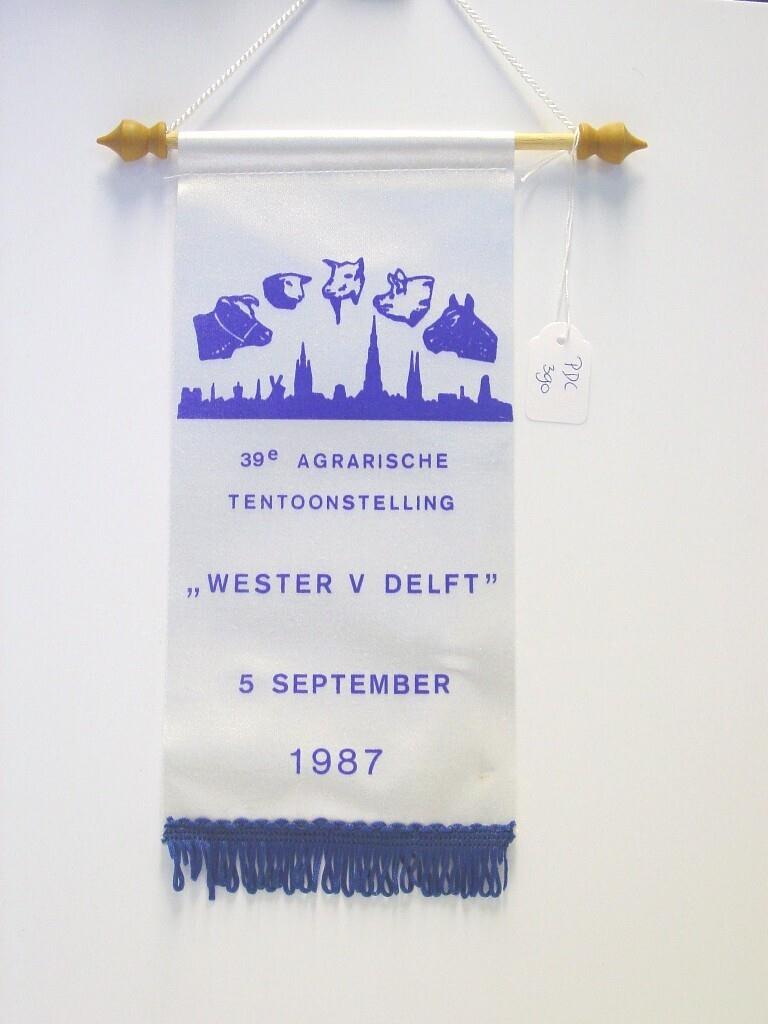 39e AGRARISCHE
TENTOONSTELLING
„WESTER V DELFT”
5 SEPTEMBER
1987
PDC
390